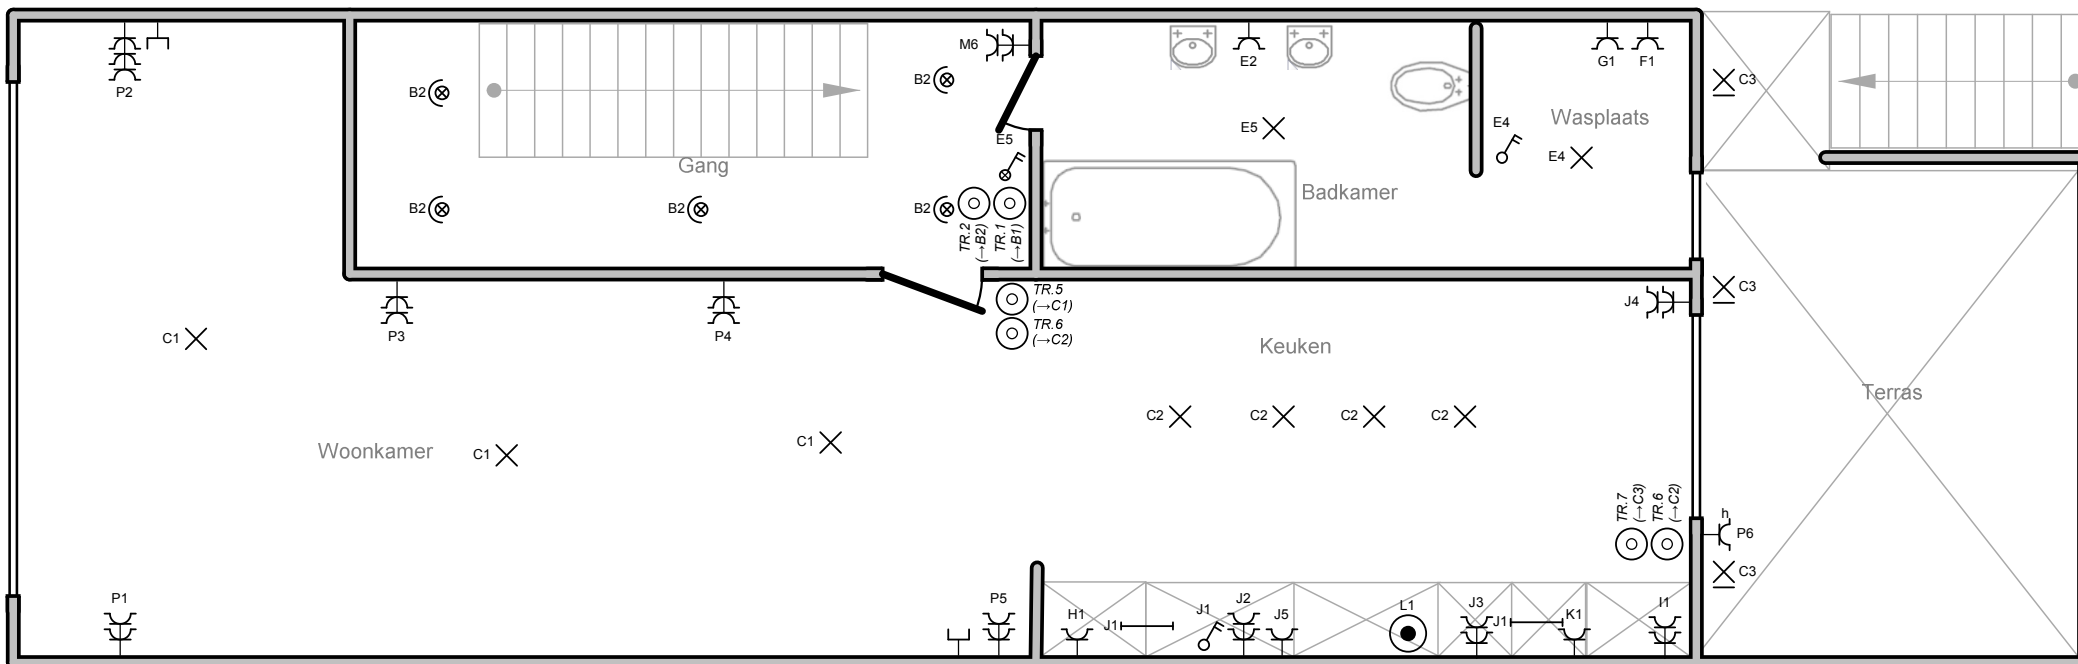 P2
B2
B2
M6
E2
G1
F1
C3
E5
E5
E4
E4
Wasplaats
Gang
Badkamer
B2
B2
B2
TR.2
(→B2)
TR.1
(→B1)
P3
P4
TR.5
(→C1)
TR.6
(→C2)
J4
C3
C1
Keuken
Terras
C2
C2
C2
C2
Woonkamer
C1
C1
TR.7
(→C3)
TR.6
(→C2)
h
P6
C3
P1
P5
H1
J1
J1
J2
J5
L1
J3
J1
K1
I1